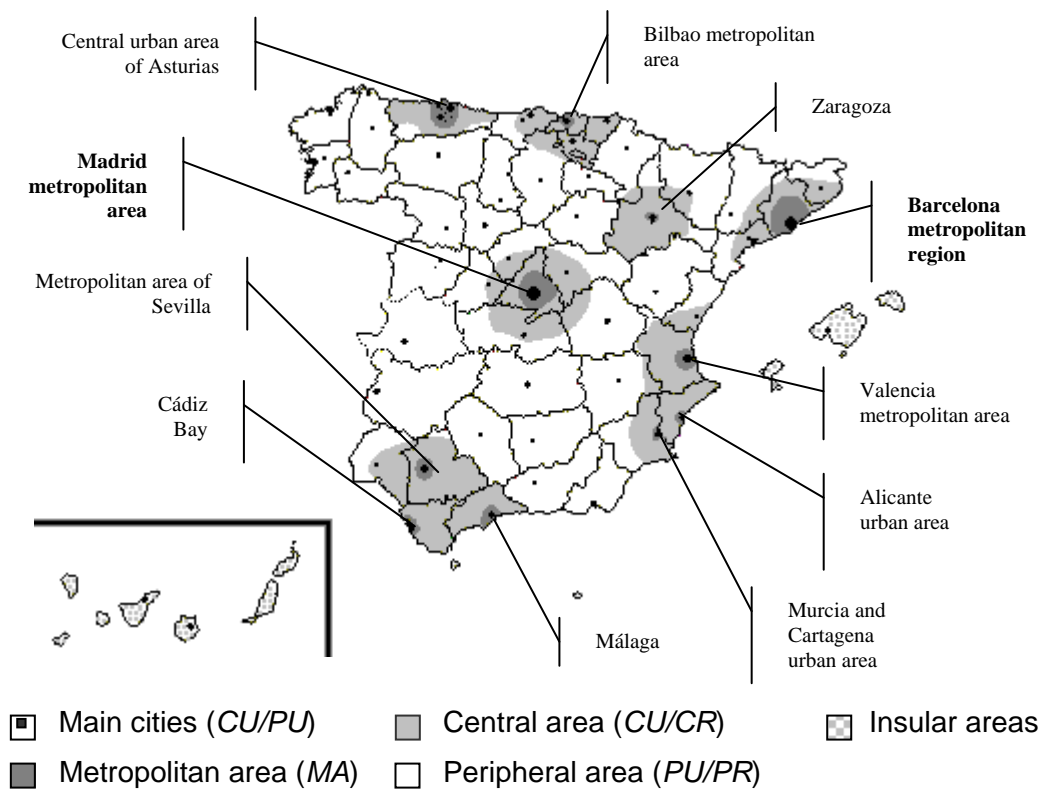 Central urban area
of Asturias
Bilbao metropolitan
area
Zaragoza
Madrid
metropolitan
area
Barcelona
metropolitan
region
Metropolitan area of
Sevilla
Cádiz
Bay
Valencia
metropolitan area
Alicante
urban area
Murcia and
Cartagena
urban area
Málaga
Main cities (CU/PU)
Central area (CU/CR)
Insular areas
Metropolitan area (MA)
Peripheral area (PU/PR)